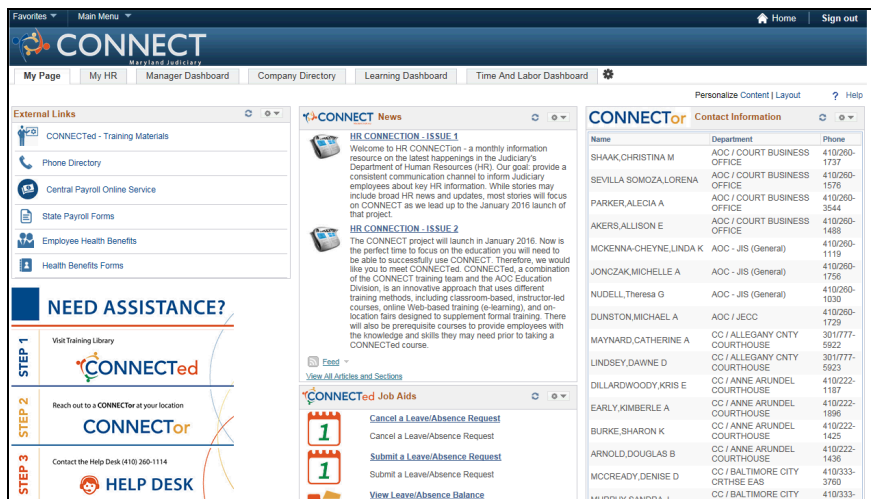 Favorites Main Menu Home Sign out
CONNECT
Maryland Judiciary
My Page My HR Manager Dashboard Company Directory Learning Dashboard Time And Labor Dashboard
Personalize Content | Layout ? Help
External Links
CONNECTed - Training Materials
Phone Directory
Central Payroll Online Service
State Payroll Forms
Employee Health Benefits
Health Benefits Forms
NEED ASSISTANCE?
STEP 1
Visit Training Library
CONNECTed
STEP 2
Reach out to a CONNECTor at your location
CONNECTor
STEP 3
Contact the Help Desk (410) 260-1114
HELP DESK
CONNECT News
HR CONNECTION - ISSUE 1
Welcome to HR CONNECTion - a monthly information
resource on the latest happenings in the Judiciary's
Department of Human Resources (HR). Our goal: provide a
consistent communication channel to inform Judiciary
employees about key HR information. While stories may
include broad HR news and updates, most stories will focus
on CONNECT as we lead up to the January 2016 launch of
that project.
HR CONNECTION - ISSUE 2
The CONNECT project will launch in January 2016. Now is
the perfect time to focus on the education you will need to
be able to successfully use CONNECT. Therefore, we would
like you to meet CONNECTed. CONNECTed, a combination
of the CONNECT training team and the AOC Education
Division, is an innovative approach that uses different
training methods, including classroom-based, instructor-led
courses, online Web-based training (e-learning), and on-
location fairs designed to supplement formal training. There
will also be prerequisite courses to provide employees with
the knowledge and skills they may need prior to taking a
CONNECTed course.
Feed
View All Articles and Sections
CONNECTed Job Aids
1
Cancel a Leave/Absence Request
Cancel a Leave/Absence Request
1
Submit a Leave/Absence Request
Submit a Leave/Absence Request
View Leave/Absence Balance
CONNECTor Contact Information
Name Department Phone
SHAAK,CHRISTINA M AOC / COURT BUSINESS OFFICE 410/260-1737
SEVILLA SOMOZA,LORENA AOC / COURT BUSINESS OFFICE 410/260-1576
PARKER,ALECIA A AOC / COURT BUSINESS OFFICE 410/260-3544
AKERS,ALLISON E AOC / COURT BUSINESS OFFICE 410/260-1488
MCKENNA-CHEYNE,LINDA K AOC - JIS (General) 410/260-1119
JONCZAK,MICHELLE A AOC - JIS (General) 410/260-1756
NUDELL,Theresa G AOC - JIS (General) 410/260-1030
DUNSTON,MICHAEL A AOC / JECC 410/260-1729
MAYNARD,CATHERINE A CC / ALLEGANY CNTY COURTHOUSE 301/777-5922
LINDSEY,DAWNE D CC / ALLEGANY CNTY COURTHOUSE 301/777-5923
DILLARDWOODY,KRIS E CC / ANNE ARUNDEL COURTHOUSE 410/222-1187
EARLY,KIMBERLE A CC / ANNE ARUNDEL COURTHOUSE 410/222-1896
BURKE,SHARON K CC / ANNE ARUNDEL COURTHOUSE 410/222-1425
ARNOLD,DOUGLAS B CC / ANNE ARUNDEL COURTHOUSE 410/222-1436
MCCREADY,DENISE D CC / BALTIMORE CITY CRTHSE EAS 410/333-3760
CC / BALTIMORE CITY 410/333-